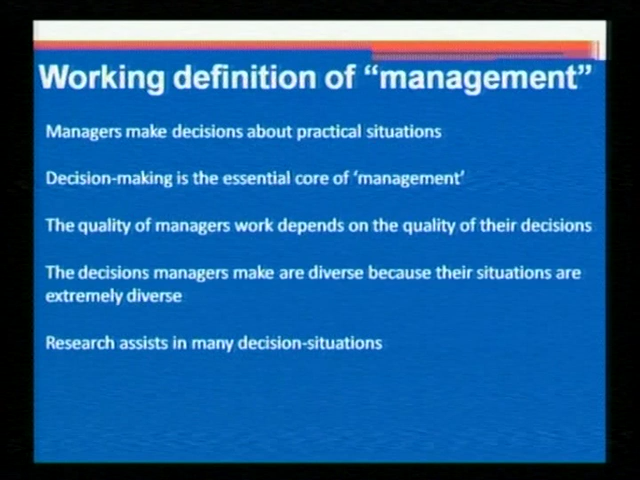 Working definition of “management”
Managers make decisions about practical situations
Decision-making is the essential core of ‘management’
The quality of managers work depends on the quality of their decisions
The decisions managers make are diverse because their situations are
extremely diverse
Research assists in many decision-situations